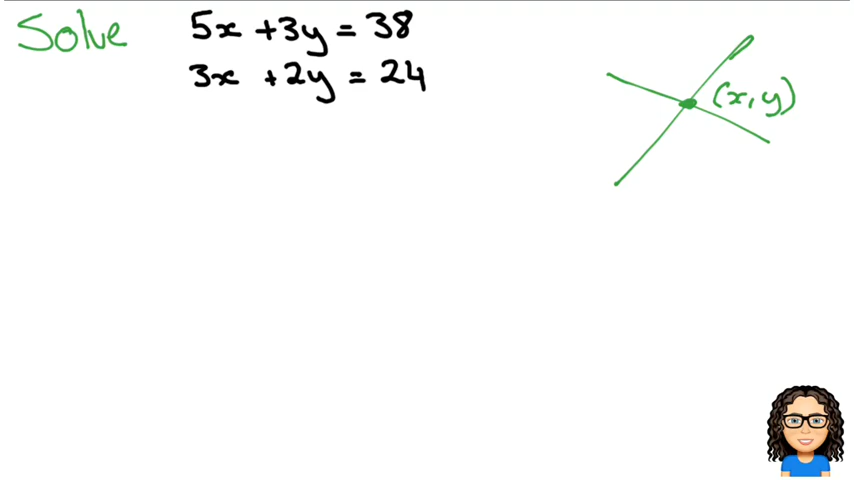 Solve 5x + 3y = 38
3x + 2y = 24
(x, y)